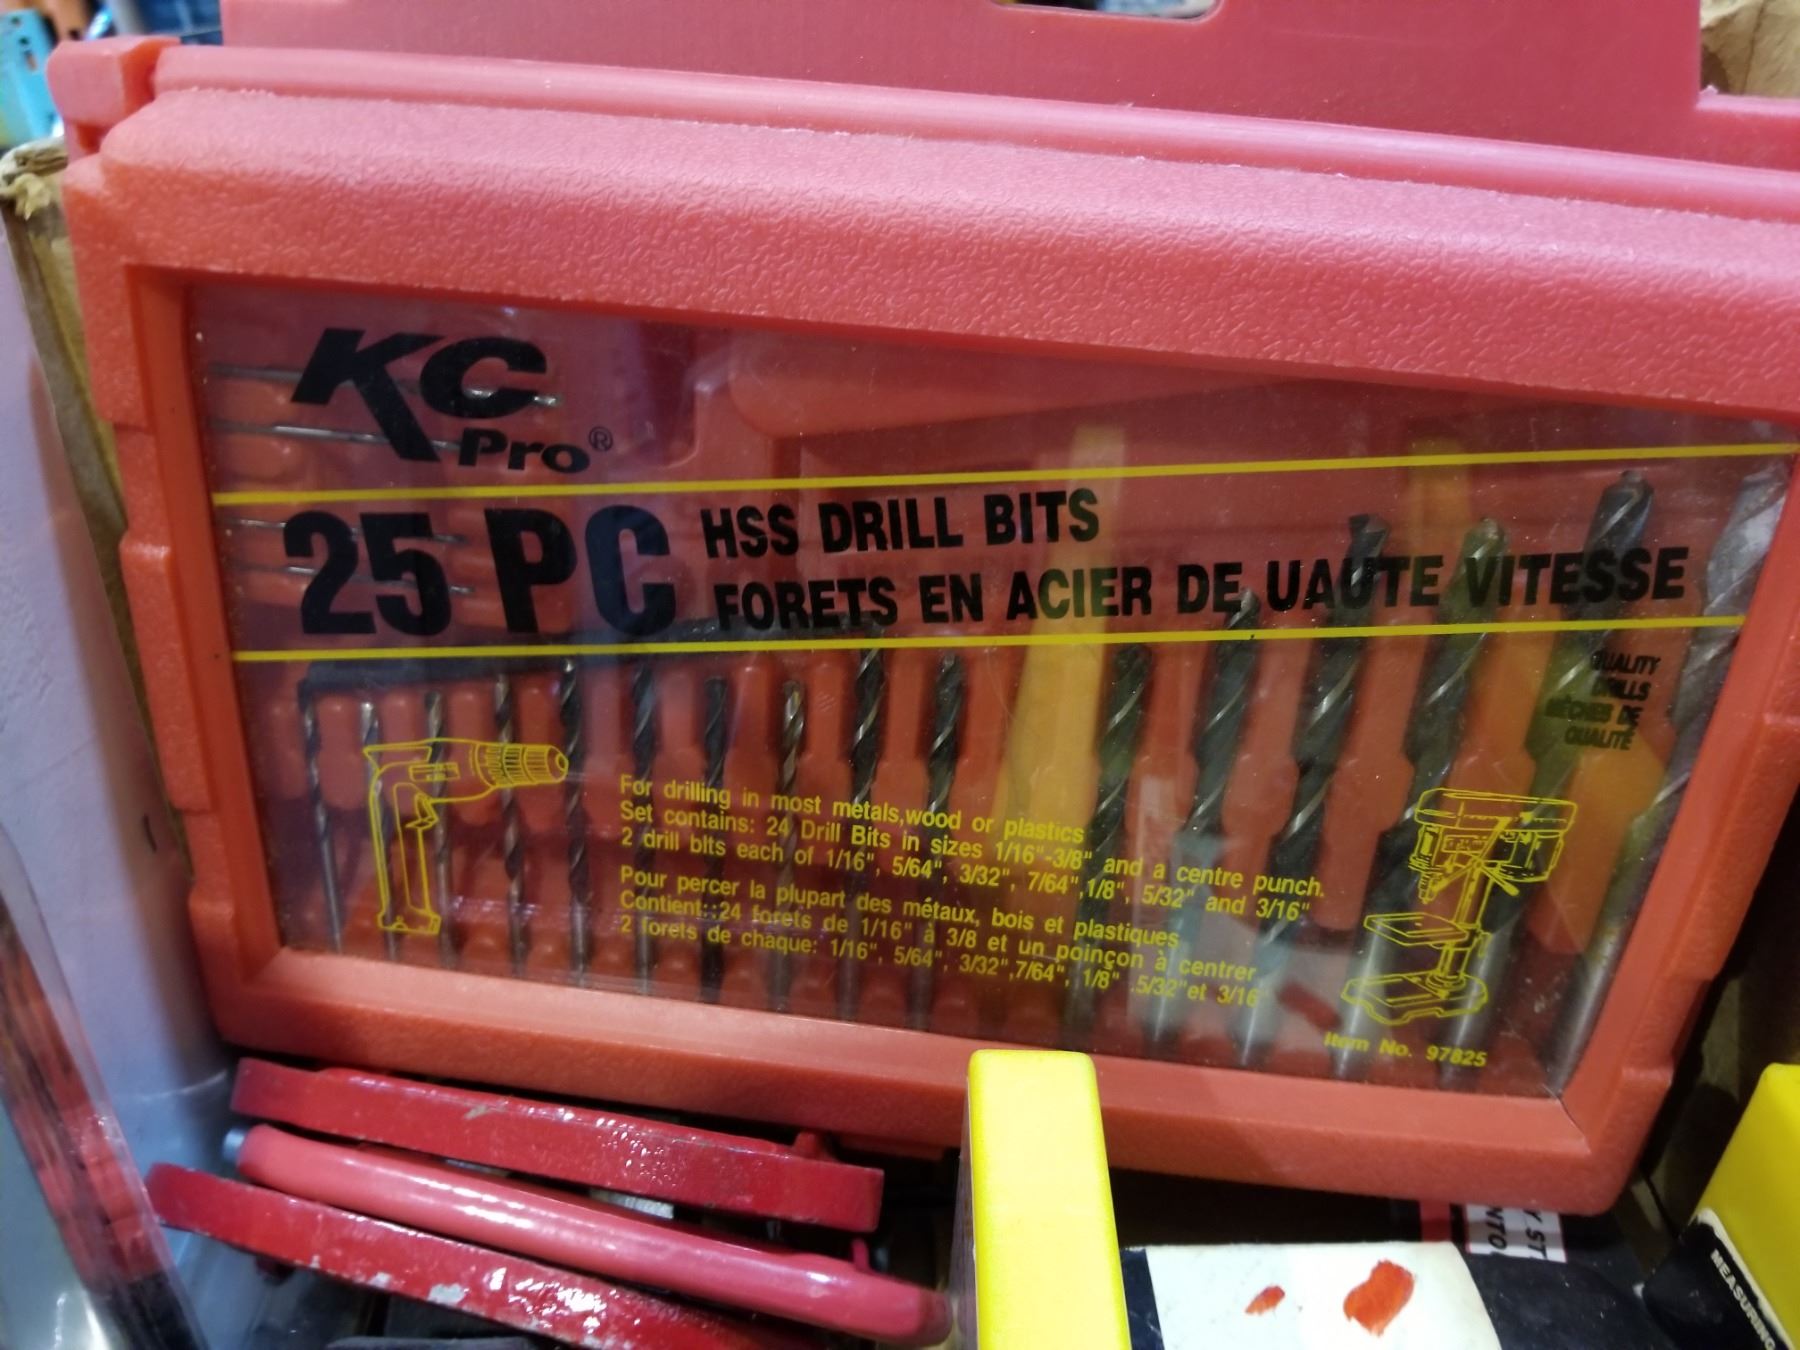 KC
Pro®
25 PC
HSS DRILL BITS
FORETS EN ACIER DE UAUTE VITESSE
QUALITY
DRILLS
MÈCHES DE
QUALITÉ
For drilling in most metals,wood or plastics
Set contains: 24 Drill Bits in sizes 1/16"-3/8" and a centre punch.
2 drill bits each of 1/16", 5/64", 3/32", 7/64",1/8", 5/32" and 3/16"
Pour percer la plupart des métaux, bois et plastiques
Contient::24 forets de 1/16" à 3/8 et un poinçon à centrer
2 forets de chaque: 1/16", 5/64", 3/32",7/64", 1/8" .5/32"et 3/16"
Item No. 97825
MEASURING